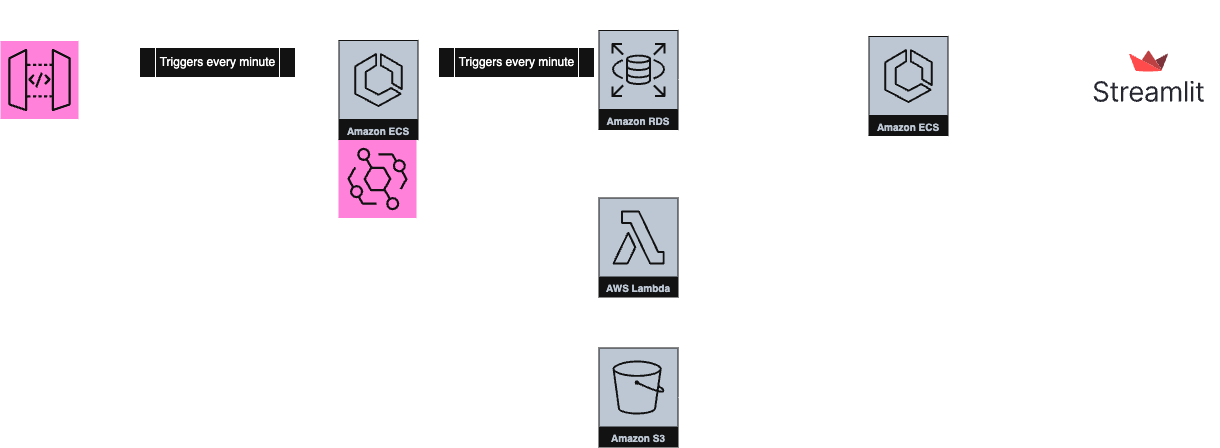 Triggers every minute
Triggers every minute
Amazon ECS
Amazon RDS
Amazon ECS
Streamlit
AWS Lambda
Amazon S3